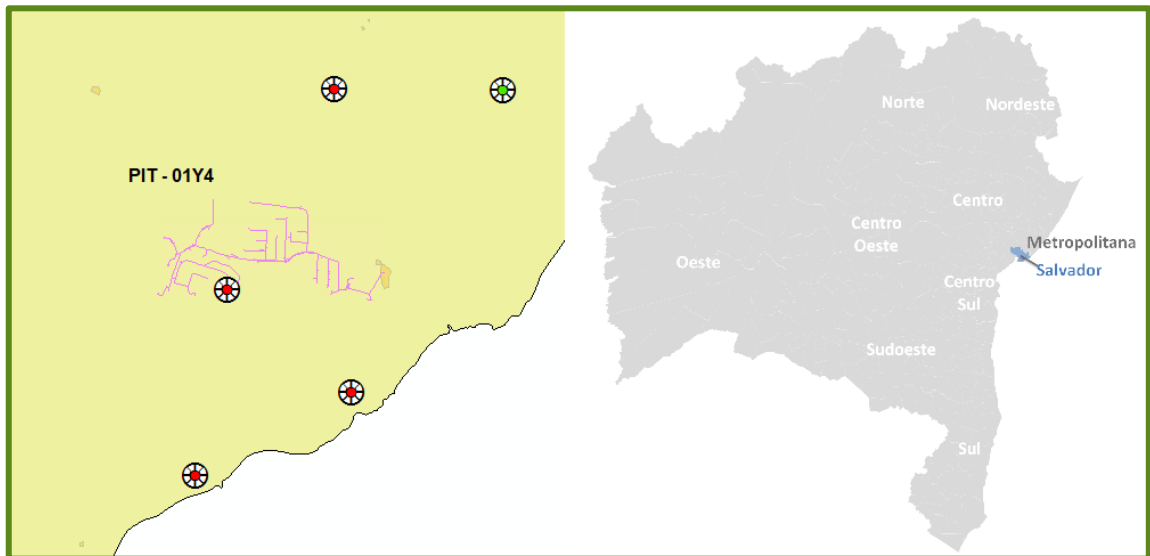 PIT - 01Y4
Norte
Nordeste
Centro
Centro
Oeste
Metropolitana
Salvador
Oeste
Centro
Sul
Sudoeste
Sul